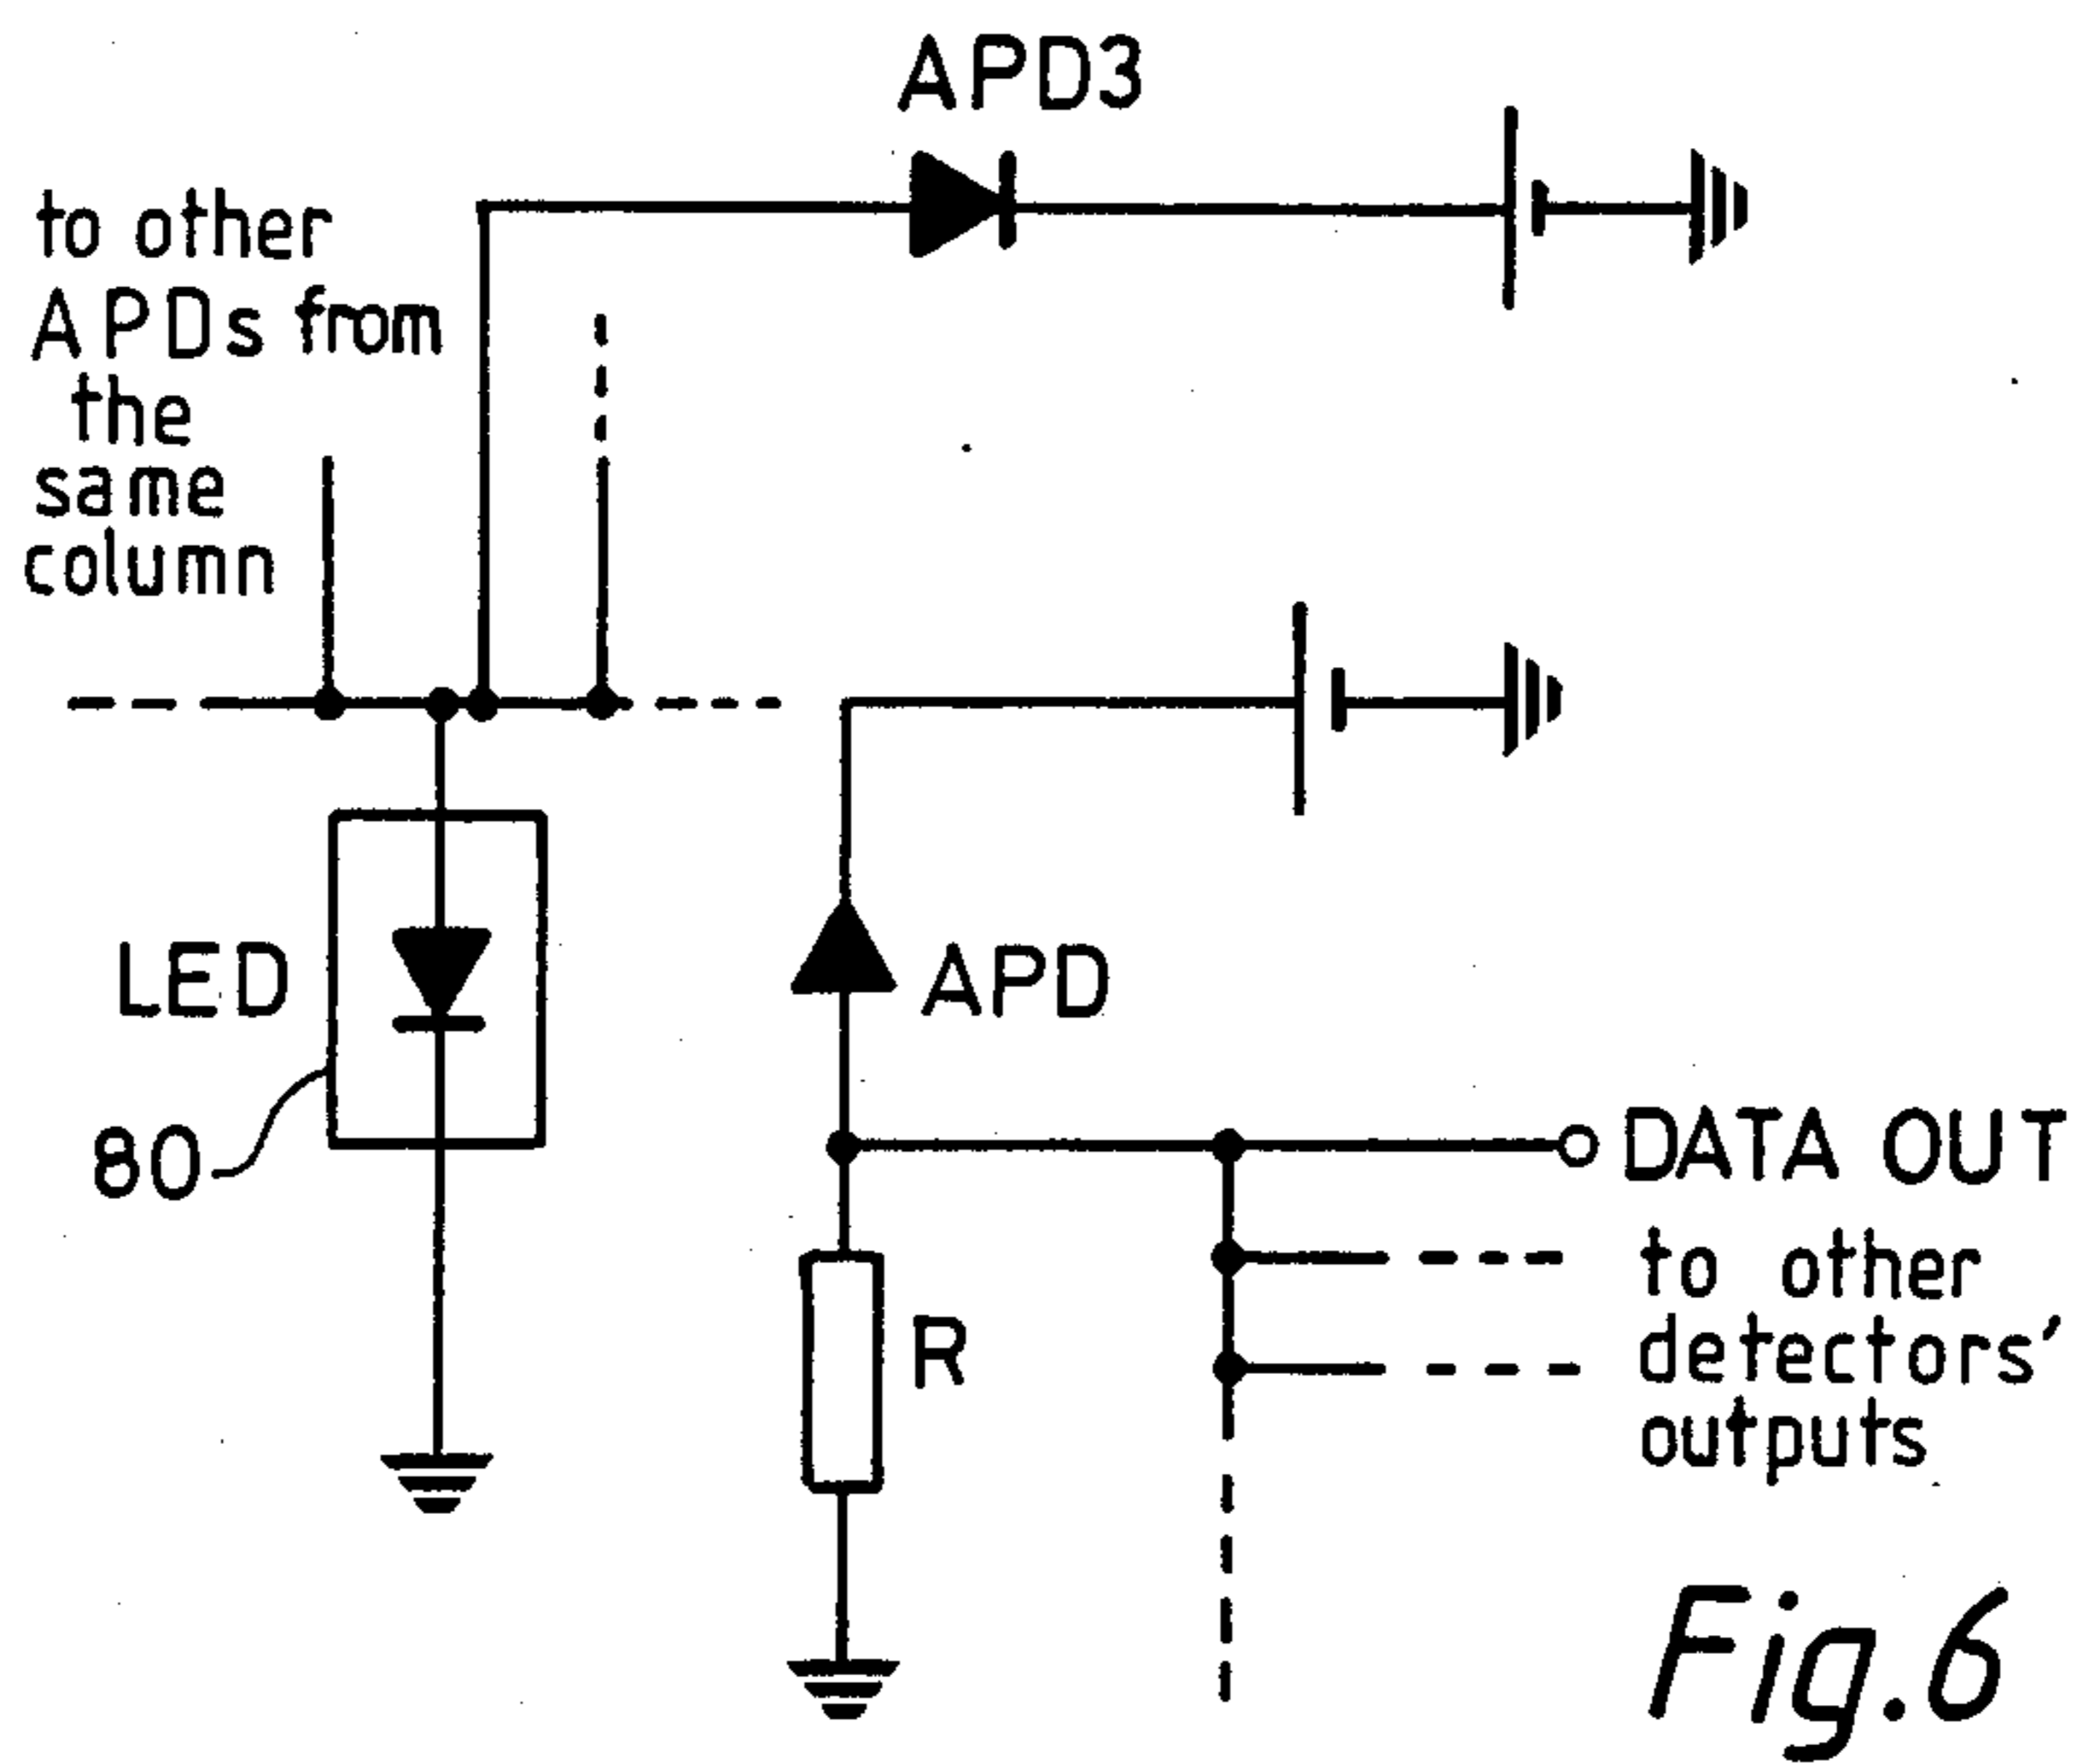 APD3
to other
APDs from
the
same
column
LED
APD
80
DATA OUT
to other
detectors'
outputs
R
Fig.6